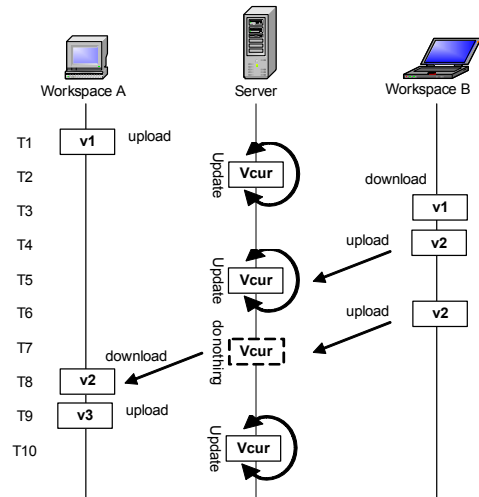 Workspace A
Server
Workspace B
T1
v1
upload
T2
Update
Vcur
download
T3
v1
T4
upload
v2
T5
Update
Vcur
T6
upload
v2
T7
do nothing
Vcur
download
T8
v2
T9
v3
upload
T10
Update
Vcur